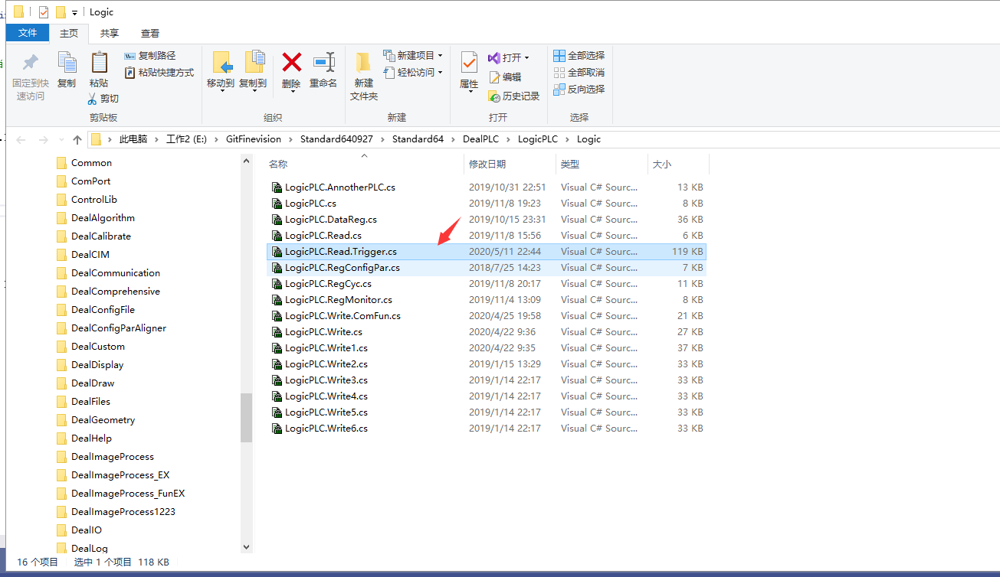 Logic
文件 主页 共享 查看
固定到快速访问
复制
粘贴
复制路径
粘贴快捷方式
剪切
剪贴板
移动到
复制到
删除
重命名
组织
新建文件夹
新建项目
轻松访问
新建
属性
打开
编辑
历史记录
打开
全部选择
全部取消
反向选择
选择
此电脑 工作2 (E:) GitFinevision Standard640927 Standard64 DealPLC LogicPLC Logic
Common
ComPort
ControlLib
DealAlgorithm
DealCalibrate
DealCIM
DealCommunication
DealComprehensive
DealConfigFile
DealConfigParAligner
DealCustom
DealDisplay
DealDraw
DealFiles
DealGeometry
DealHelp
DealImageProcess
DealImageProcess_EX
DealImageProcess_FunEX
DealImageProcess1223
DealIO
DealLog
名称 修改日期 类型 大小
LogicPLC.AnnotherPLC.cs 2019/10/31 22:51 Visual C# Sourc... 13 KB
LogicPLC.cs 2019/11/8 19:23 Visual C# Sourc... 8 KB
LogicPLC.DataReg.cs 2019/10/15 23:31 Visual C# Sourc... 36 KB
LogicPLC.Read.cs 2019/11/8 15:56 Visual C# Sourc... 6 KB
LogicPLC.Read.Trigger.cs 2020/5/11 22:44 Visual C# Sourc... 119 KB
LogicPLC.RegConfigPar.cs 2018/7/25 14:23 Visual C# Sourc... 7 KB
LogicPLC.RegCyc.cs 2019/11/8 20:17 Visual C# Sourc... 11 KB
LogicPLC.RegMonitor.cs 2019/11/4 13:09 Visual C# Sourc... 8 KB
LogicPLC.Write.ComFun.cs 2020/4/25 19:58 Visual C# Sourc... 21 KB
LogicPLC.Write.cs 2020/4/22 9:36 Visual C# Sourc... 27 KB
LogicPLC.Write1.cs 2020/4/22 9:35 Visual C# Sourc... 37 KB
LogicPLC.Write2.cs 2019/1/15 13:29 Visual C# Sourc... 33 KB
LogicPLC.Write3.cs 2019/1/14 22:17 Visual C# Sourc... 33 KB
LogicPLC.Write4.cs 2019/1/14 22:17 Visual C# Sourc... 33 KB
LogicPLC.Write5.cs 2019/1/14 22:17 Visual C# Sourc... 33 KB
LogicPLC.Write6.cs 2019/1/14 22:17 Visual C# Sourc... 33 KB
16 个项目 选中 1 个项目 118 KB